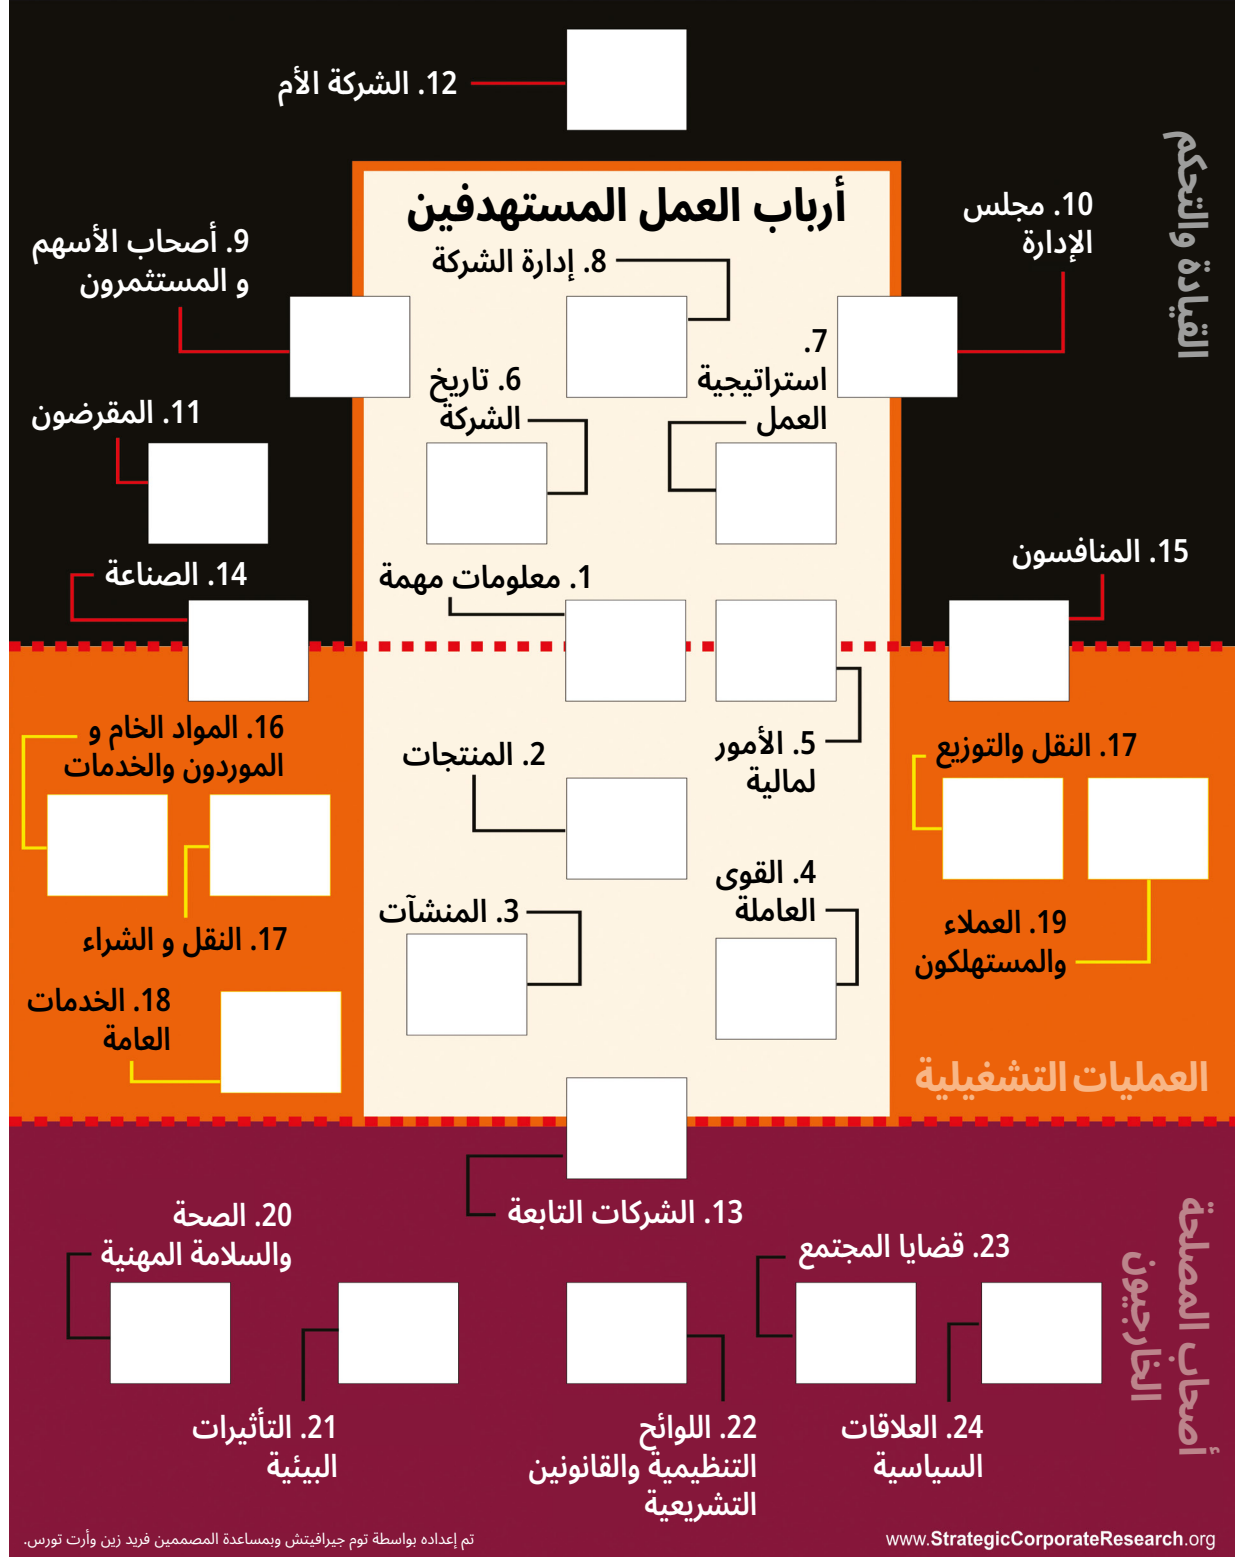 12. الشركة الأم
القيادة والتحكم
أرباب العمل المستهدفين
10. مجلس
الإدارة
9. أصحاب الأسهم
و المستثمرون
8. إدارة الشركة
7.
استراتيجية
العمل
6. تاريخ
الشركة
11. المقرضون
15. المنافسون
14. الصناعة
1. معلومات مهمة
5. الأمور
لمالية
17. النقل والتوزيع
2. المنتجات
16. المواد الخام و
الموردون والخدمات
4. القوى
العاملة
19. العملاء
والمستهلكون
3. المنشآت
17. النقل و الشراء
18. الخدمات
العامة
العمليات التشغيلية
13. الشركات التابعة
أصحاب المصلحة
الخارجيون
23. قضايا المجتمع
20. الصحة
والسلامة المهنية
24. العلاقات
السياسية
22. اللوائح
التنظيمية والقانونين
التشريعية
21. التأثيرات
البيئية
www.StrategicCorporateResearch.org
تم إعداده بواسطة توم جيرافيتش وبمساعدة المصممين فريد زين وأرت تورس.